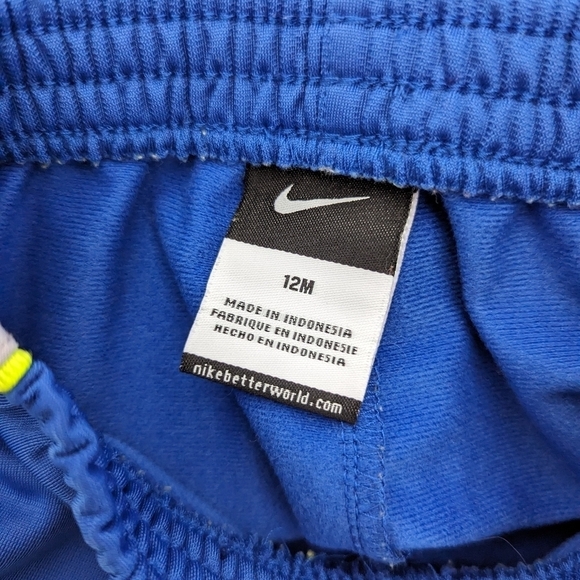 12M
MADE IN INDONESIA
FABRIQUE EN INDONESIE
HECHO EN INDONESIA
nikebetterworld.com